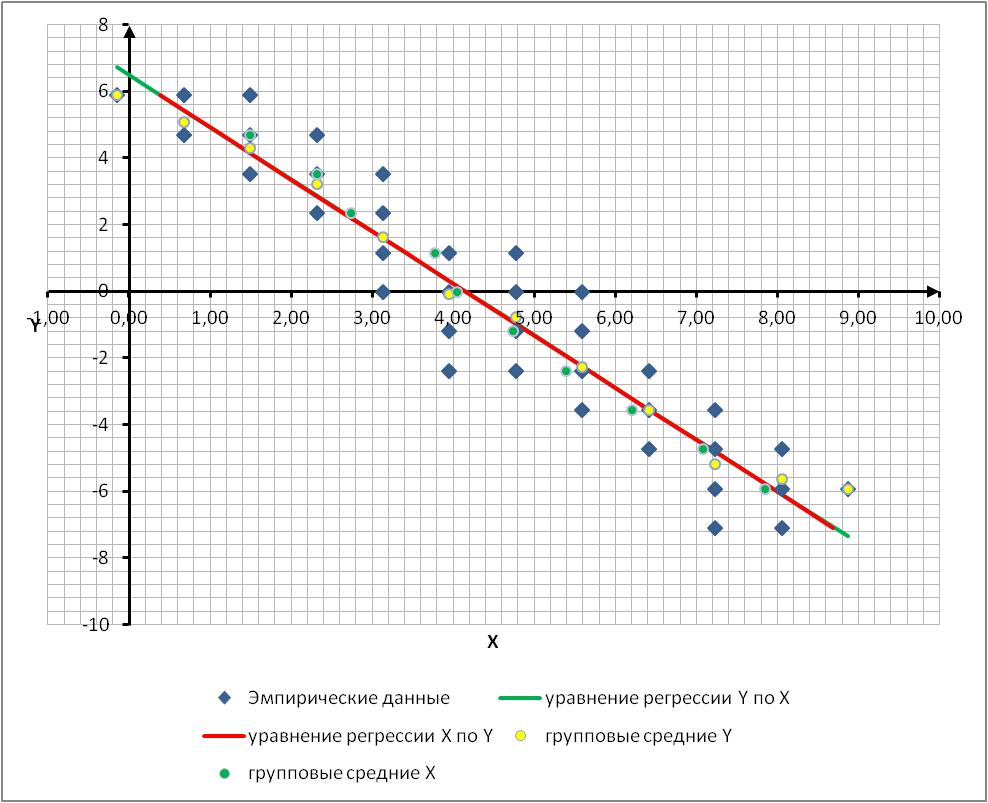 8
6
4
2
0
-2
-4
-6
-8
-10
-1,00 0,00 1,00 2,00 3,00 4,00 5,00 6,00 7,00 8,00 9,00 10,00
Y
X
Эмпирические данные
уравнение регрессии Y по X
уравнение регрессии X по Y
групповые средние Y
групповые средние X